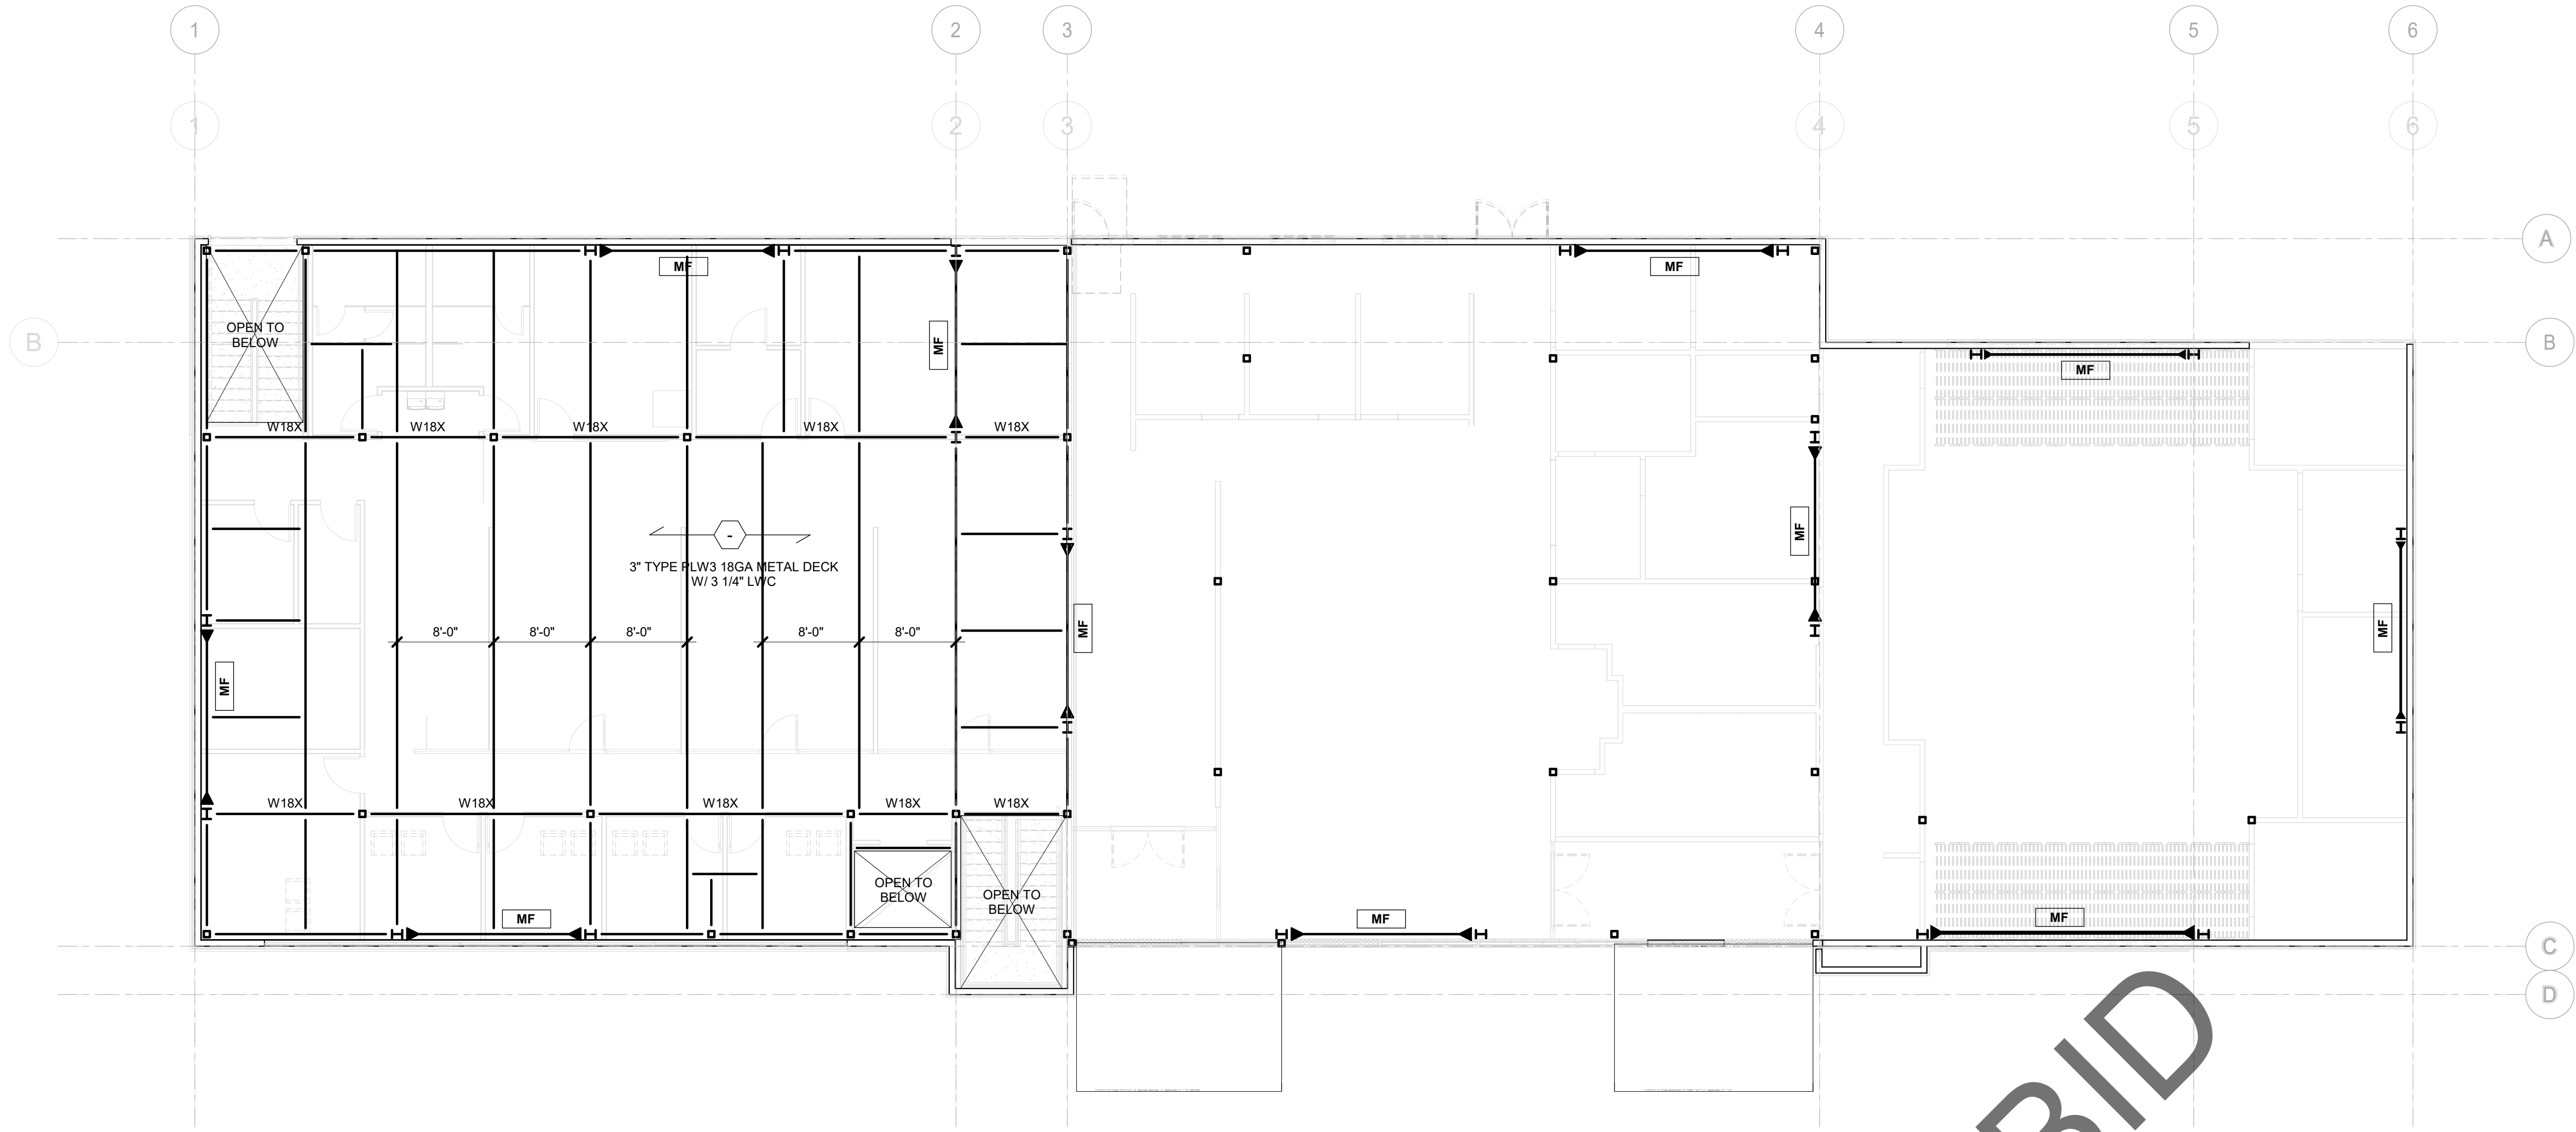 1
2
3
4
5
6
1
2
3
4
5
6
A
MF
MF
OPEN TO
BELOW
B
B
MF
MF
W18X
W18X
W18X
W18X
W18X
MF
-
3" TYPE PLW3 18GA METAL DECK
W/ 3 1/4" LWC
8'-0"
8'-0"
8'-0"
8'-0"
8'-0"
MF
MF
MF
W18X
W18X
W18X
W18X
W18X
OPEN TO
BELOW
OPEN TO
BELOW
MF
MF
MF
C
D
BID